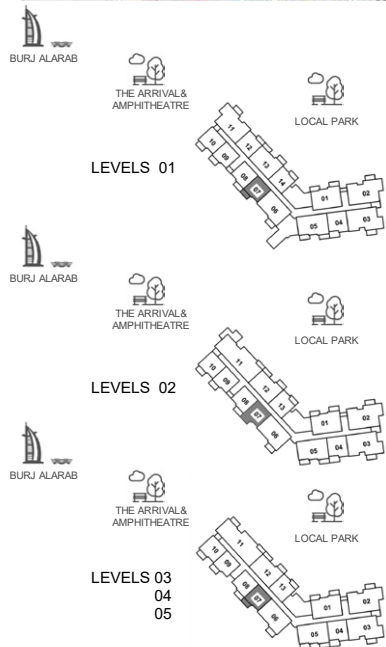 BURJ ALARAB
THE ARRIVAL&
AMPHITHEATRE
LOCAL PARK
LEVELS 01
11
10
12
09
13
08
14
07
06
01
02
05
04
03
BURJ ALARAB
THE ARRIVAL&
AMPHITHEATRE
LOCAL PARK
LEVELS 02
11
10
09
12
08
13
07
06
01
02
05
04
03
BURJ ALARAB
THE ARRIVAL&
AMPHITHEATRE
LOCAL PARK
LEVELS 03
04
05
11
10
09
12
08
13
07
06
01
02
05
04
03